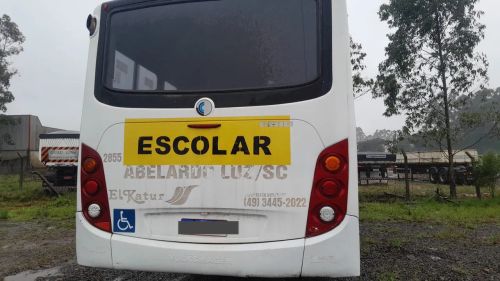 ESCOLAR
2855
ABELARDO LUZ/SC
ElKatur
(49) 3445-2022